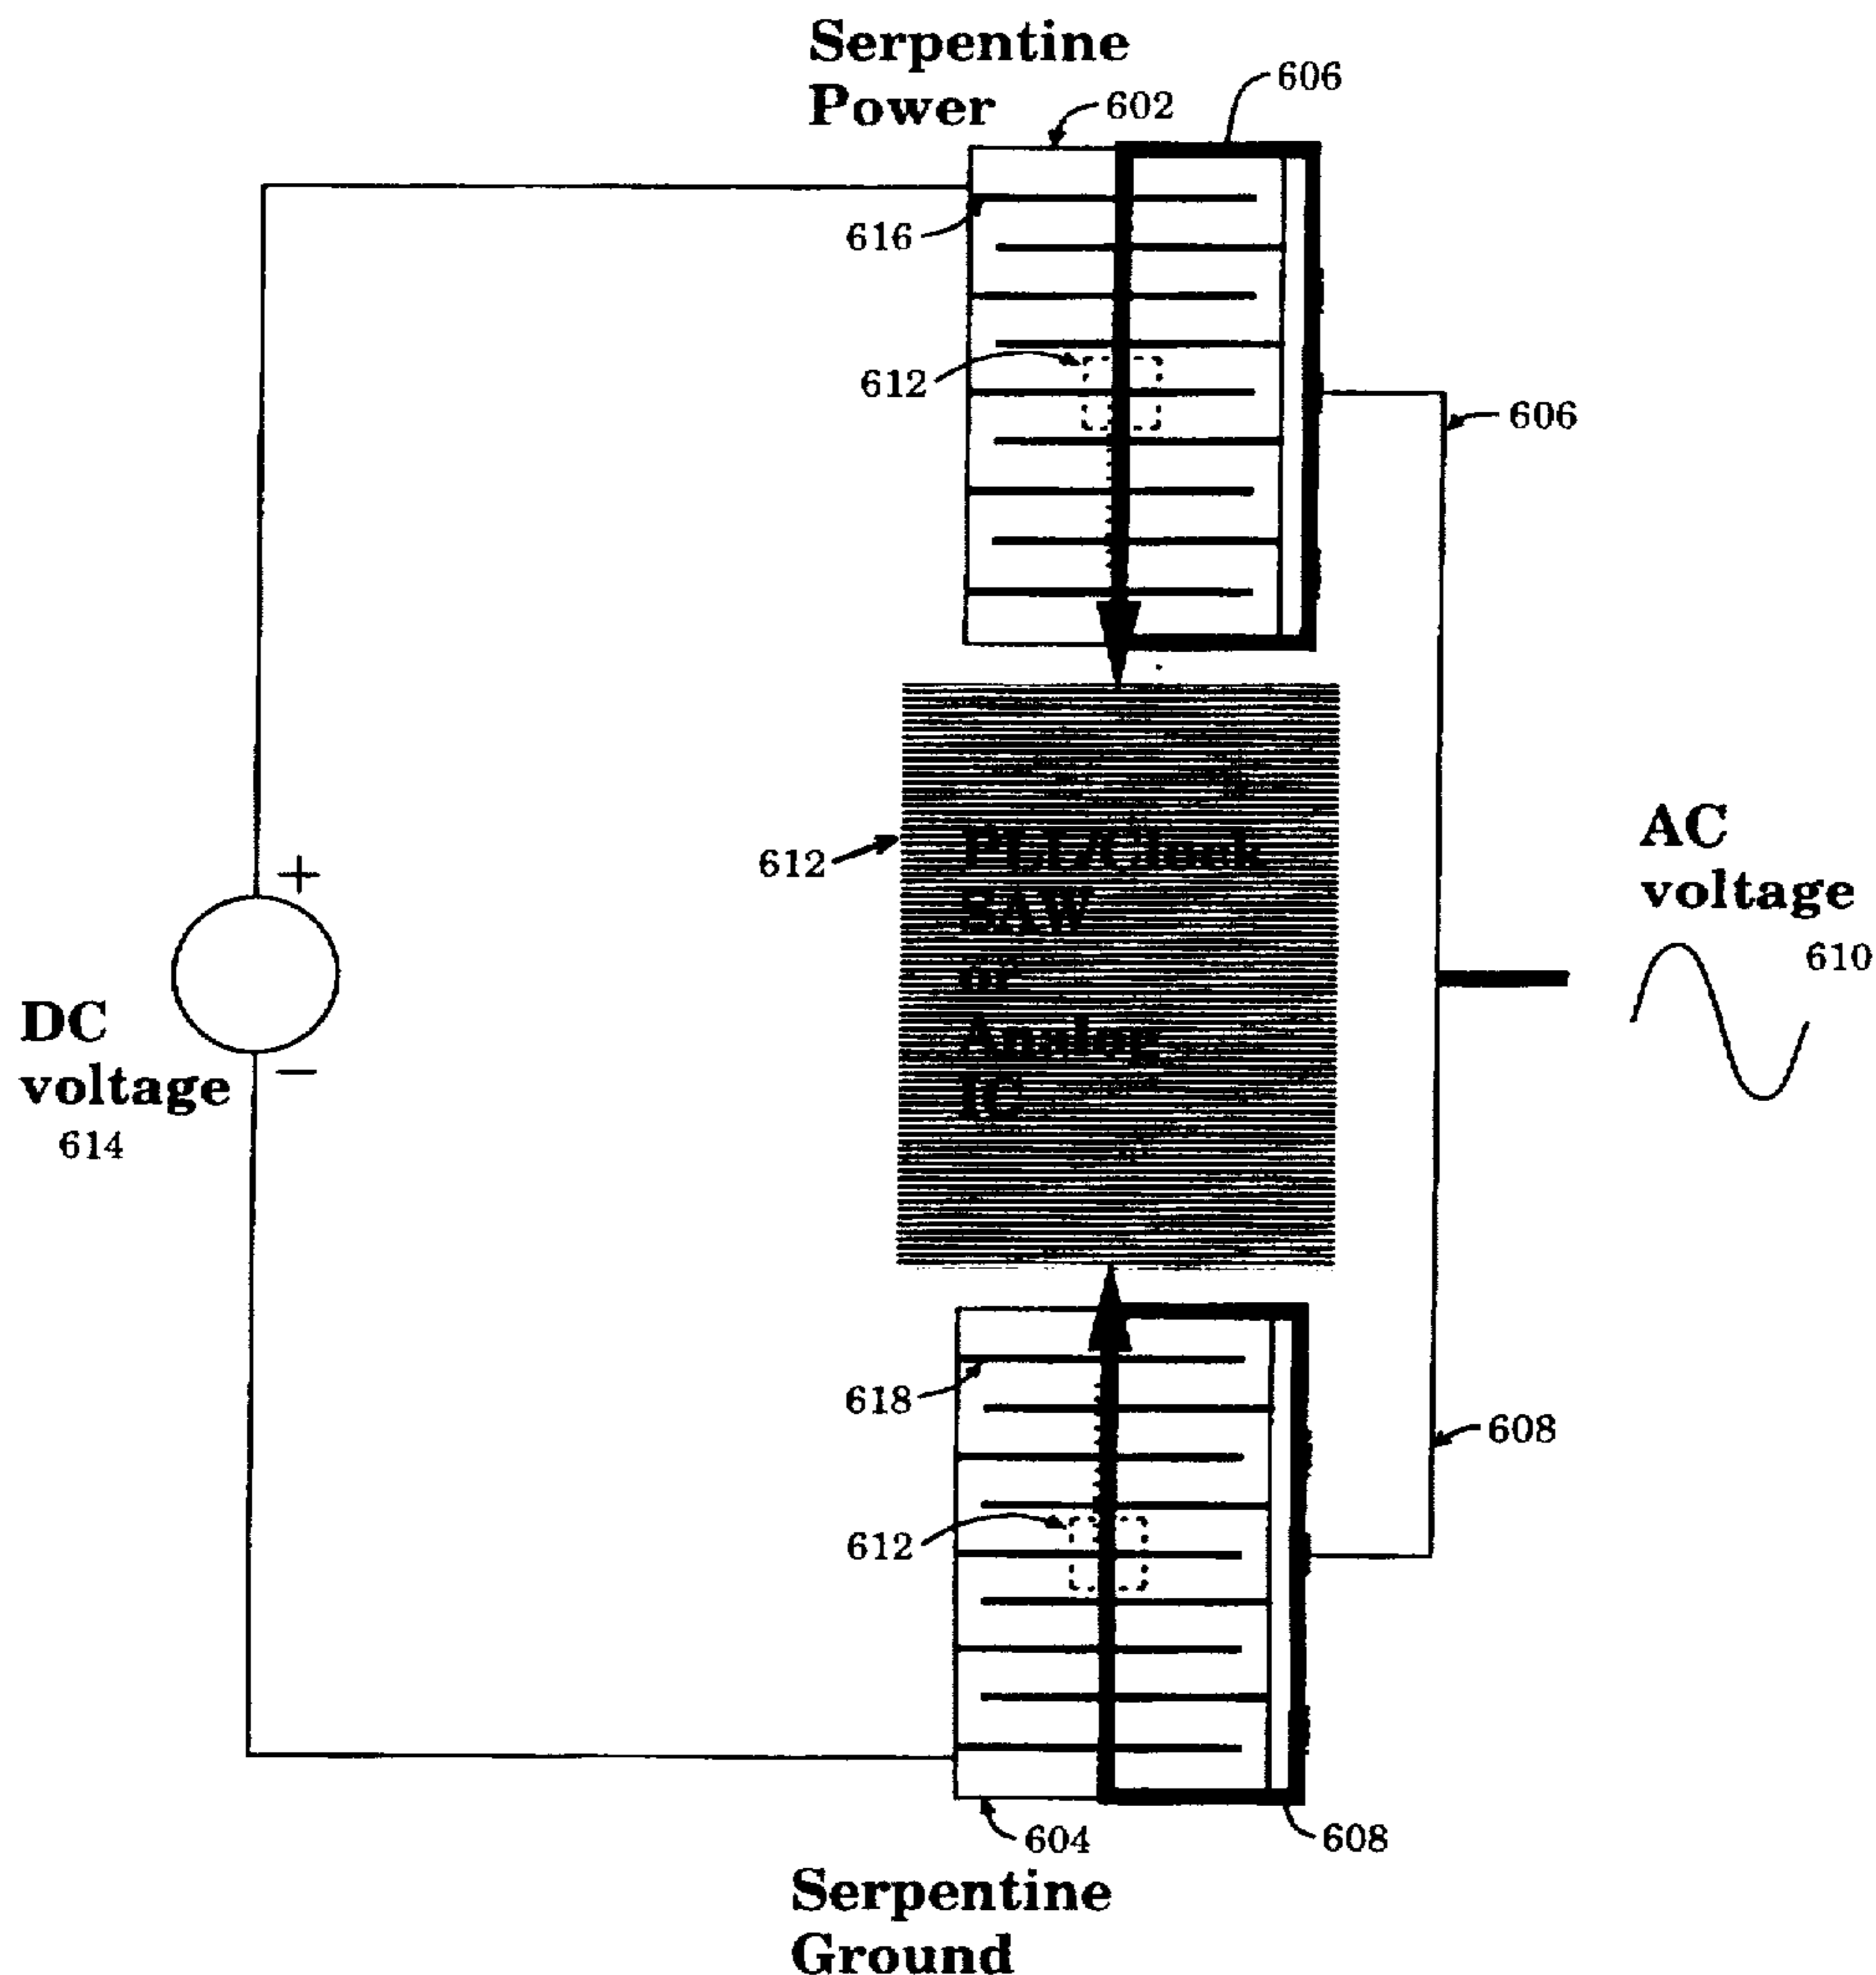 Serpentine
Power
602
606
616
612
606
612
PLL/Clock
SAW
or
Analog
IC
AC
voltage
610
+
−
DC
voltage
614
618
608
612
604
608
Serpentine
Ground